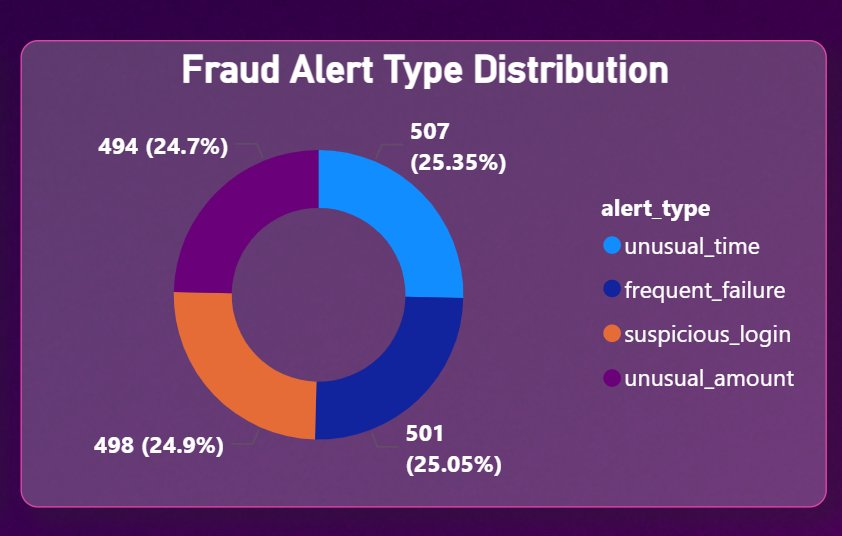 Fraud Alert Type Distribution
494 (24.7%)
507
(25.35%)
498 (24.9%)
501
(25.05%)
alert_type
unusual_time
frequent_failure
suspicious_login
unusual_amount